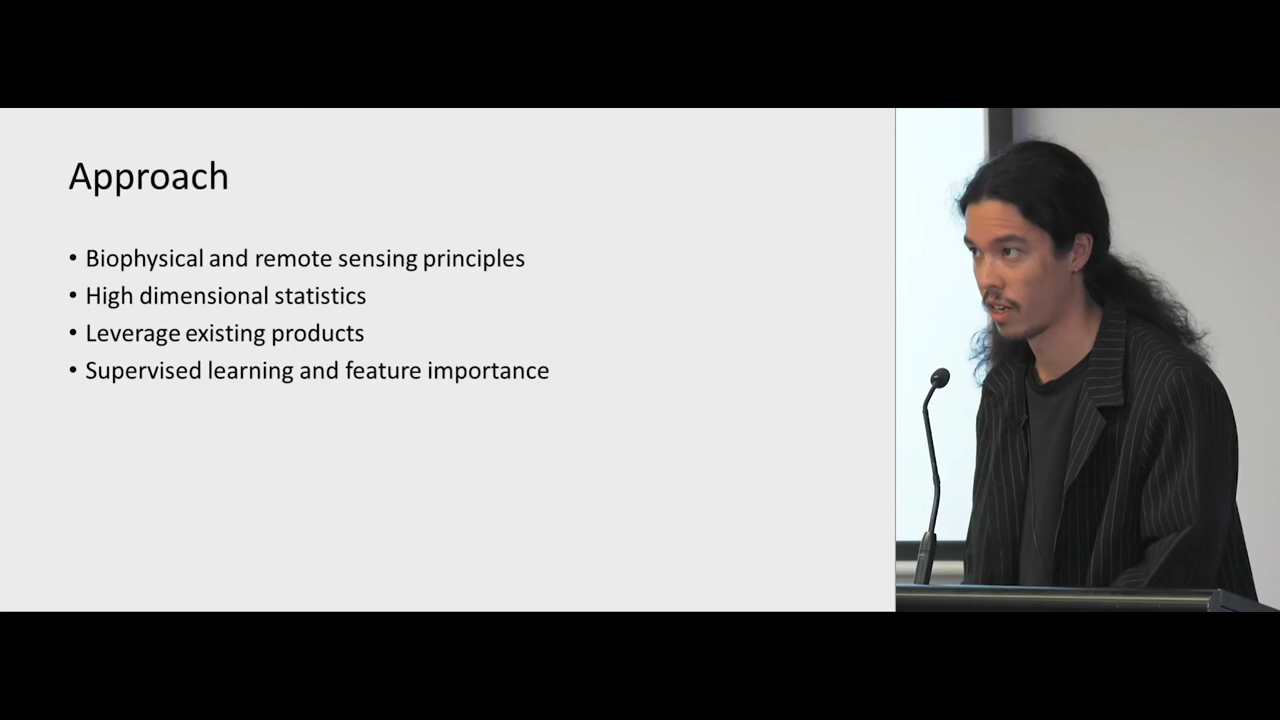 Approach
• Biophysical and remote sensing principles
• High dimensional statistics
• Leverage existing products
• Supervised learning and feature importance